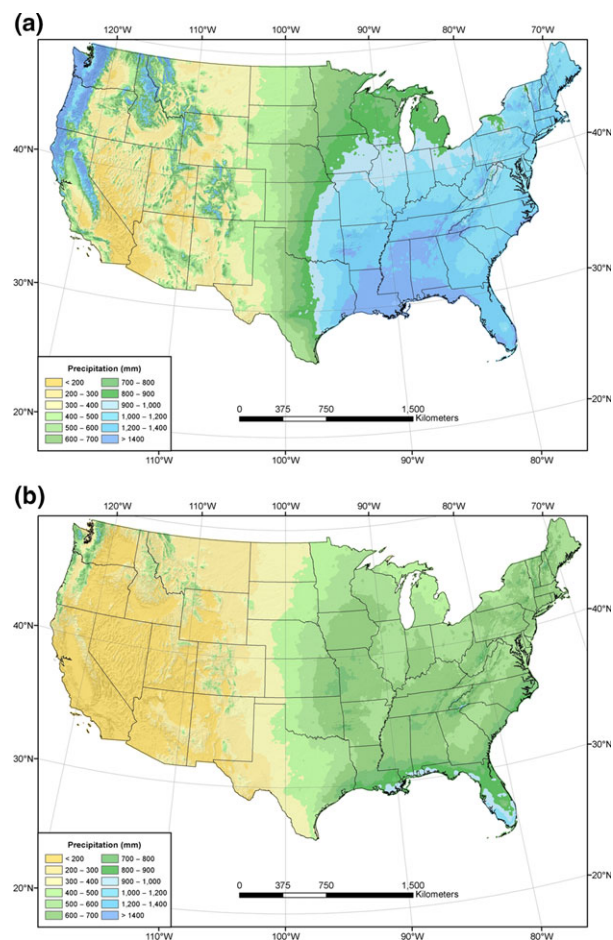 (a)
120°W 110°W 100°W 90°W 80°W 70°W
40°N 40°N
30°N 30°N
20°N 20°N
Precipitation (mm)
< 200 700 – 800
200 – 300 800 – 900
300 – 400 900 – 1,000
400 – 500 1,000 – 1,200
500 – 600 1,200 – 1,400
600 – 700 > 1400
0 375 750 1,500
Kilometers
110°W 100°W 90°W 80°W
(b)
120°W 110°W 100°W 90°W 80°W 70°W
40°N 40°N
30°N 30°N
20°N 20°N
Precipitation (mm)
< 200 700 – 800
200 – 300 800 – 900
300 – 400 900 – 1,000
400 – 500 1,000 – 1,200
500 – 600 1,200 – 1,400
600 – 700 > 1400
0 375 750 1,500
Kilometers
110°W 100°W 90°W 80°W